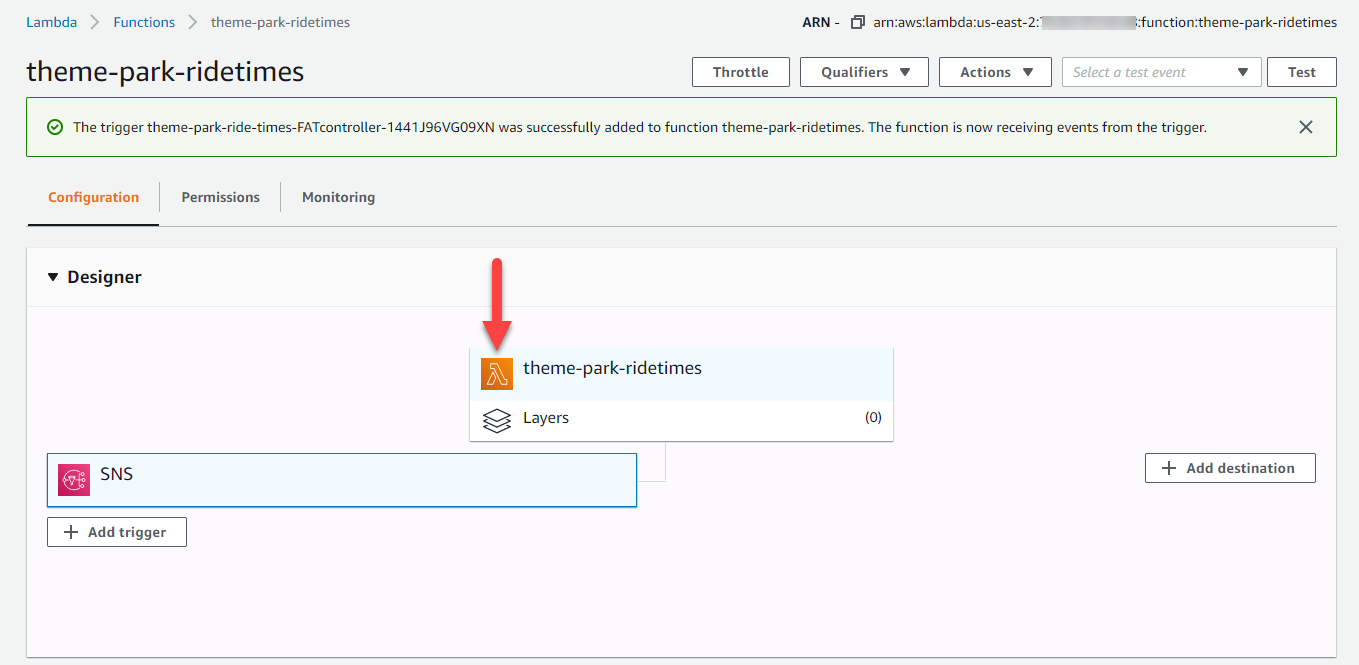 Lambda Functions theme-park-ridetimes ARN - arn:aws:lambda:us-east-2: :function:theme-park-ridetimes
theme-park-ridetimes Throttle Qualifiers Actions Select a test event Test
The trigger theme-park-ride-times-FATcontroller-1441J96VG09XN was successfully added to function theme-park-ridetimes. The function is now receiving events from the trigger.
Configuration Permissions Monitoring
Designer
theme-park-ridetimes
Layers (0)
SNS
Add destination
Add trigger